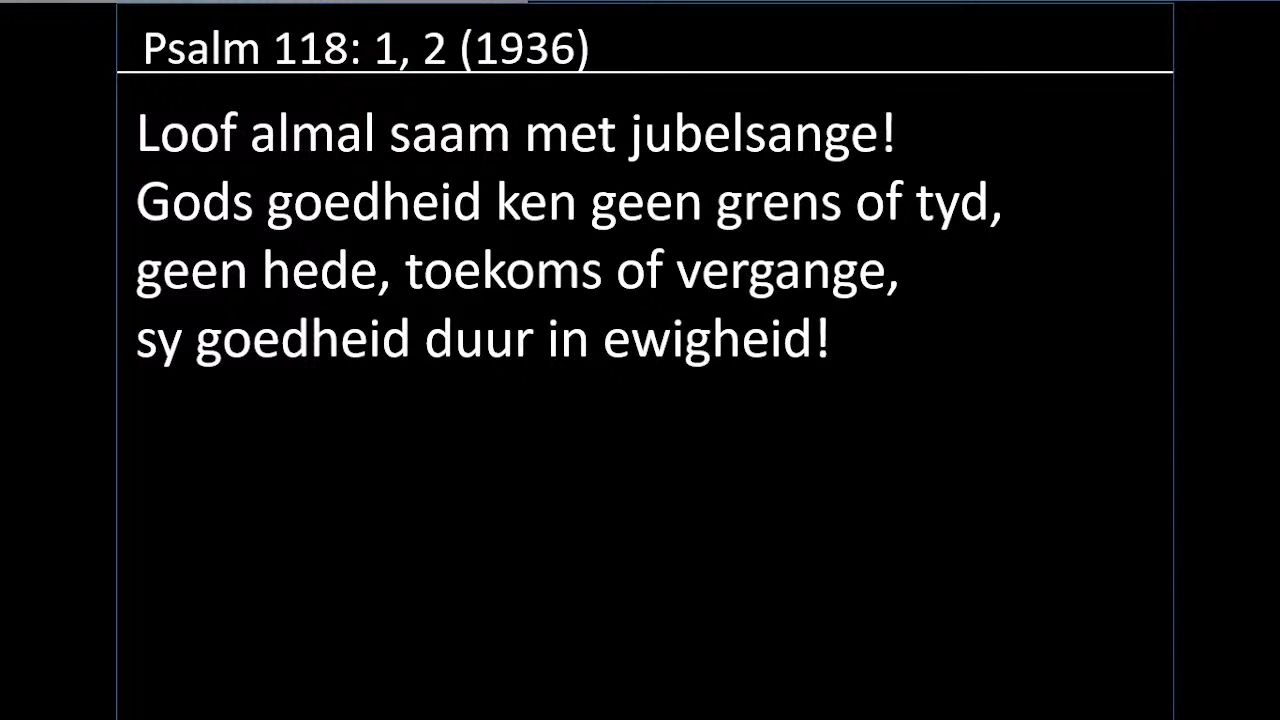 Psalm 118: 1, 2 (1936)
Loof almal saam met jubelsange!
Gods goedheid ken geen grens of tyd,
geen hede, toekoms of vergange,
sy goedheid duur in ewigheid!